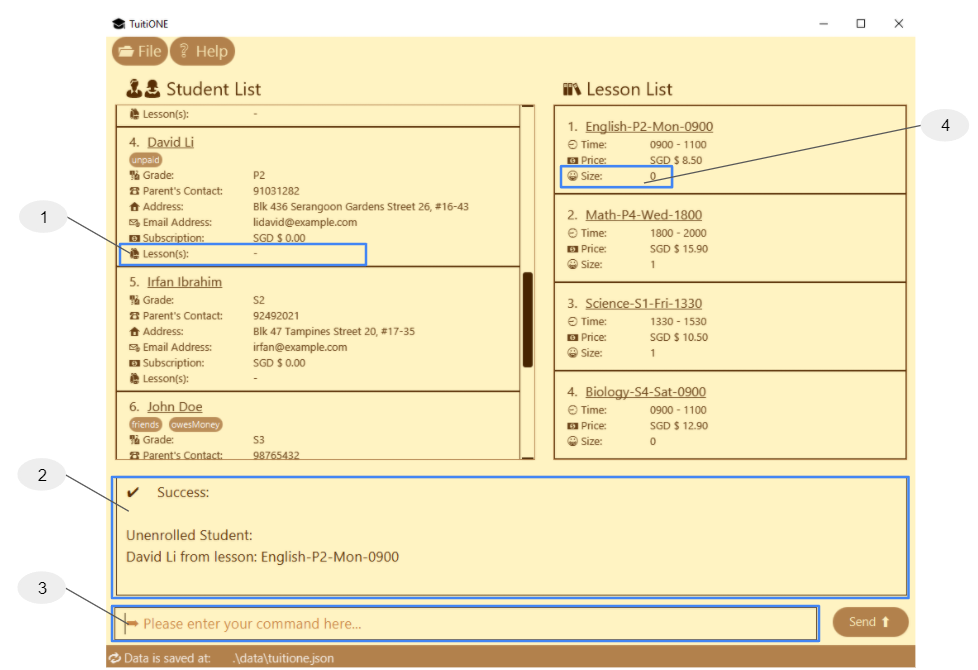 TuitiONE
File Help
Student List
Lesson(s): -
4. David Li
unpaid
Grade: P2
Parent's Contact: 91031282
Address: Blk 436 Serangoon Gardens Street 26, #16-43
Email Address: lidavid@example.com
Subscription: SGD $ 0.00
Lesson(s): -
5. Irfan Ibrahim
Grade: S2
Parent's Contact: 92492021
Address: Blk 47 Tampines Street 20, #17-35
Email Address: irfan@example.com
Subscription: SGD $ 0.00
Lesson(s): -
6. John Doe
friends owesMoney
Grade: S3
Parent's Contact: 98765432
Lesson List
1. English-P2-Mon-0900
Time: 0900 - 1100
Price: SGD $ 8.50
Size: 0
2. Math-P4-Wed-1800
Time: 1800 - 2000
Price: SGD $ 15.90
Size: 1
3. Science-S1-Fri-1330
Time: 1330 - 1530
Price: SGD $ 10.50
Size: 1
4. Biology-S4-Sat-0900
Time: 0900 - 1100
Price: SGD $ 12.90
Size: 0
Success:
Unenrolled Student:
David Li from lesson: English-P2-Mon-0900
Please enter your command here...
Send
Data is saved at: .\data\tuitione.json
1
2
3
4